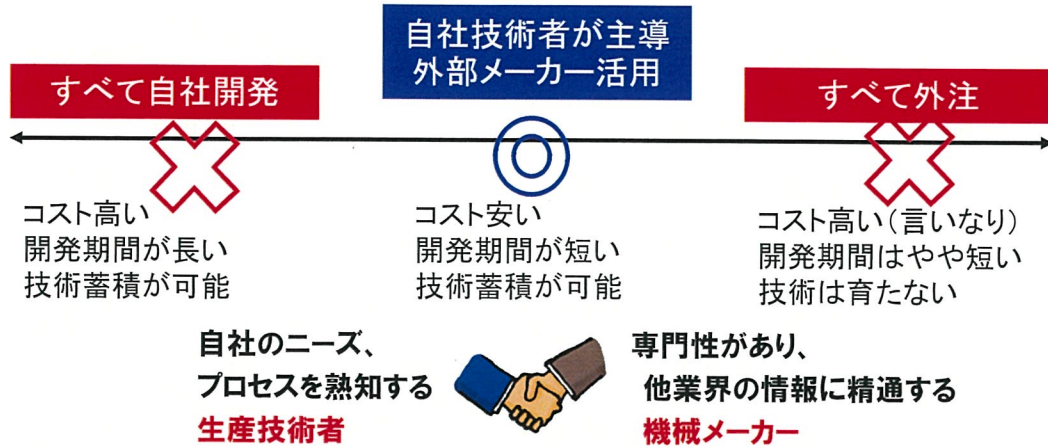 自社技術者が主導
外部メーカー活用
すべて自社開発
すべて外注
コスト高い
開発期間が長い
技術蓄積が可能
コスト安い
開発期間が短い
技術蓄積が可能
コスト高い（言いなり）
開発期間はやや短い
技術は育たない
自社のニーズ、
プロセスを熟知する
生産技術者
専門性があり、
他業界の情報に精通する
機械メーカー